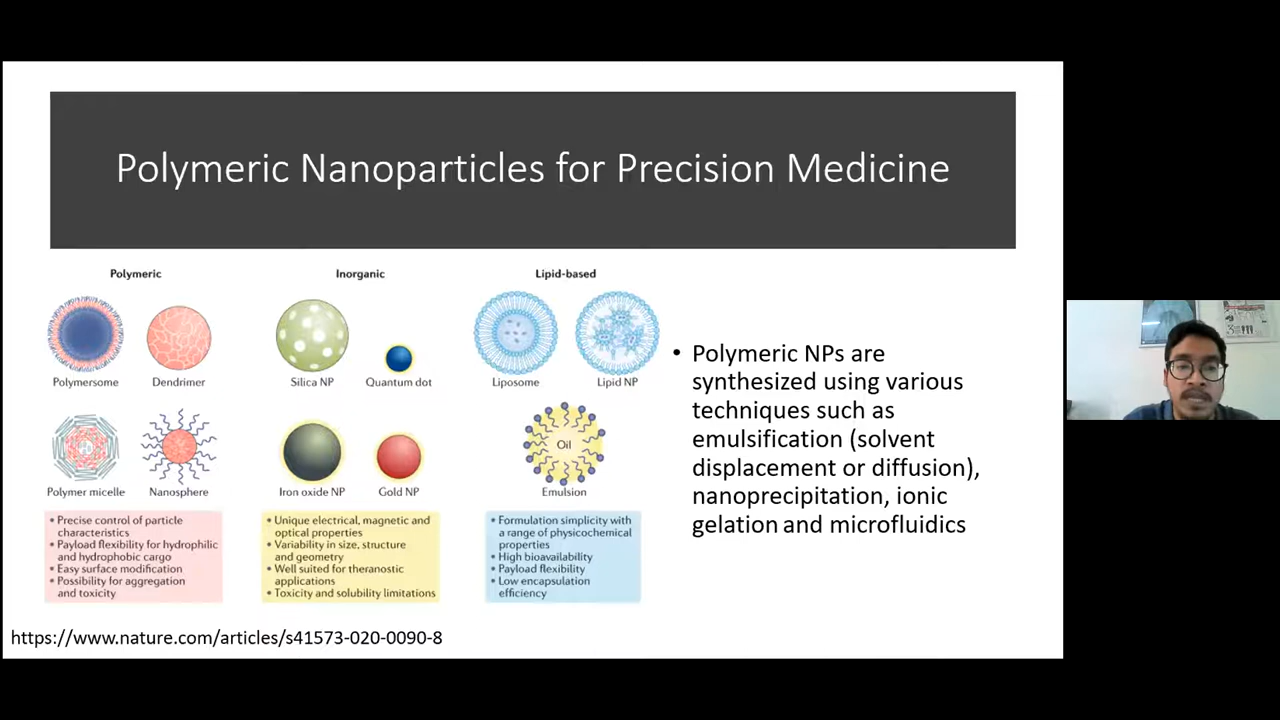 Polymeric Nanoparticles for Precision Medicine
Polymeric
Polymersome
Dendrimer
Polymer micelle
Nanosphere
• Precise control of particle
characteristics
• Payload flexibility for hydrophilic
and hydrophobic cargo
• Easy surface modification
• Possibility for aggregation
and toxicity
Inorganic
Silica NP
Quantum dot
Iron oxide NP
Gold NP
• Unique electrical, magnetic and
optical properties
• Variability in size, structure
and geometry
• Well suited for theranostic
applications
• Toxicity and solubility limitations
Lipid-based
Liposome
Lipid NP
Oil
Emulsion
• Formulation simplicity with
a range of physicochemical
properties
• High bioavailability
• Payload flexibility
• Low encapsulation
efficiency
• Polymeric NPs are
synthesized using various
techniques such as
emulsification (solvent
displacement or diffusion),
nanoprecipitation, ionic
gelation and microfluidics
https://www.nature.com/articles/s41573-020-0090-8